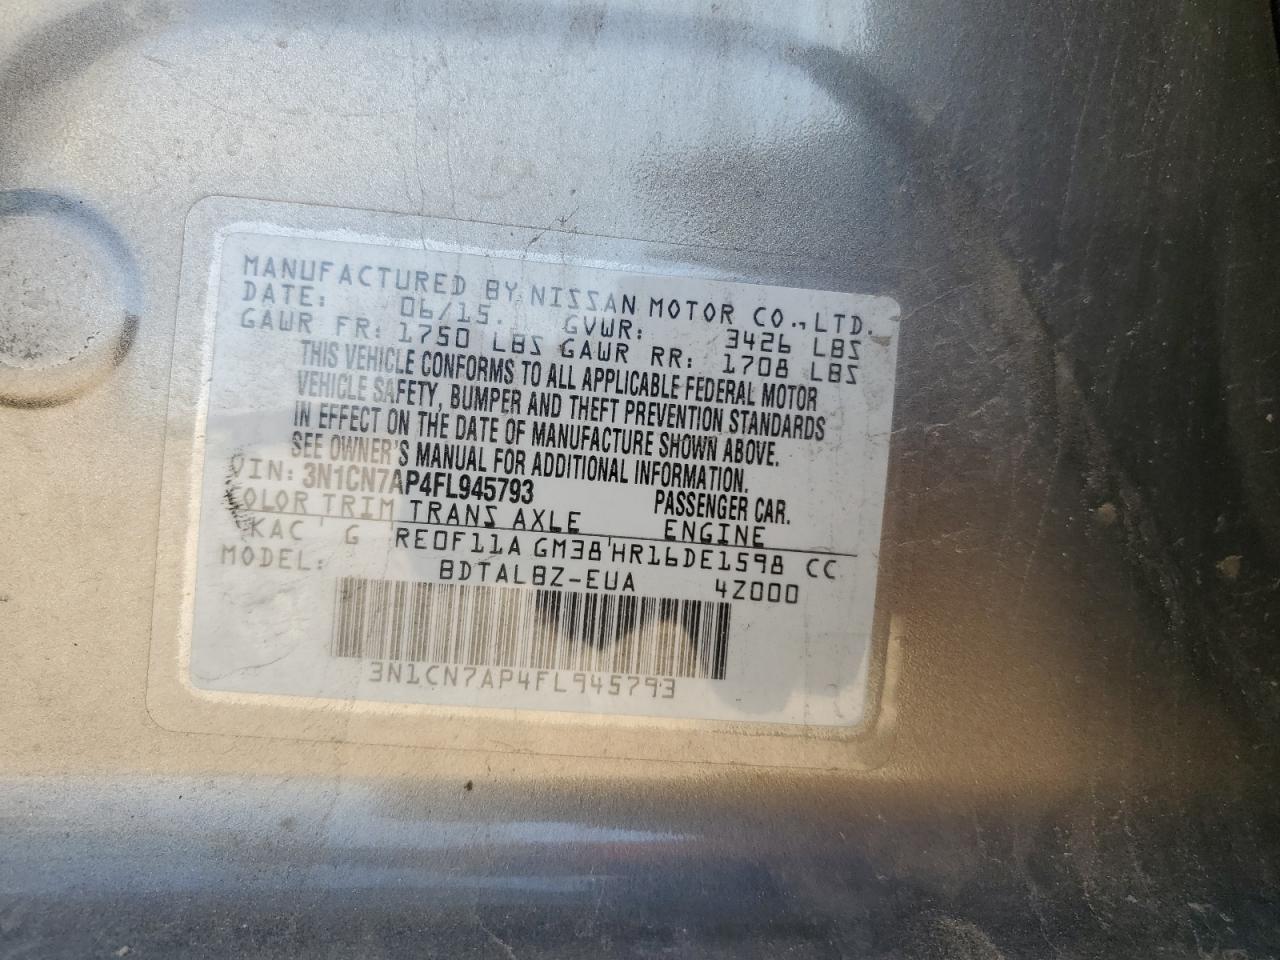 MANUFACTURED BY NISSAN MOTOR CO., LTD.
DATE: 06/15. GVWR: 3426 LBS
GAWR FR: 1750 LBS GAWR RR: 1708 LBS
THIS VEHICLE CONFORMS TO ALL APPLICABLE FEDERAL MOTOR
VEHICLE SAFETY, BUMPER AND THEFT PREVENTION STANDARDS
IN EFFECT ON THE DATE OF MANUFACTURE SHOWN ABOVE.
SEE OWNER'S MANUAL FOR ADDITIONAL INFORMATION.
VIN: 3N1CN7AP4FL945793 PASSENGER CAR.
COLOR TRIM TRANS AXLE ENGINE
KAC G RE0F11A GM38 HR16DE1598 CC
MODEL: BDTALBZ-EUA 4Z000
3N1CN7AP4FL945793